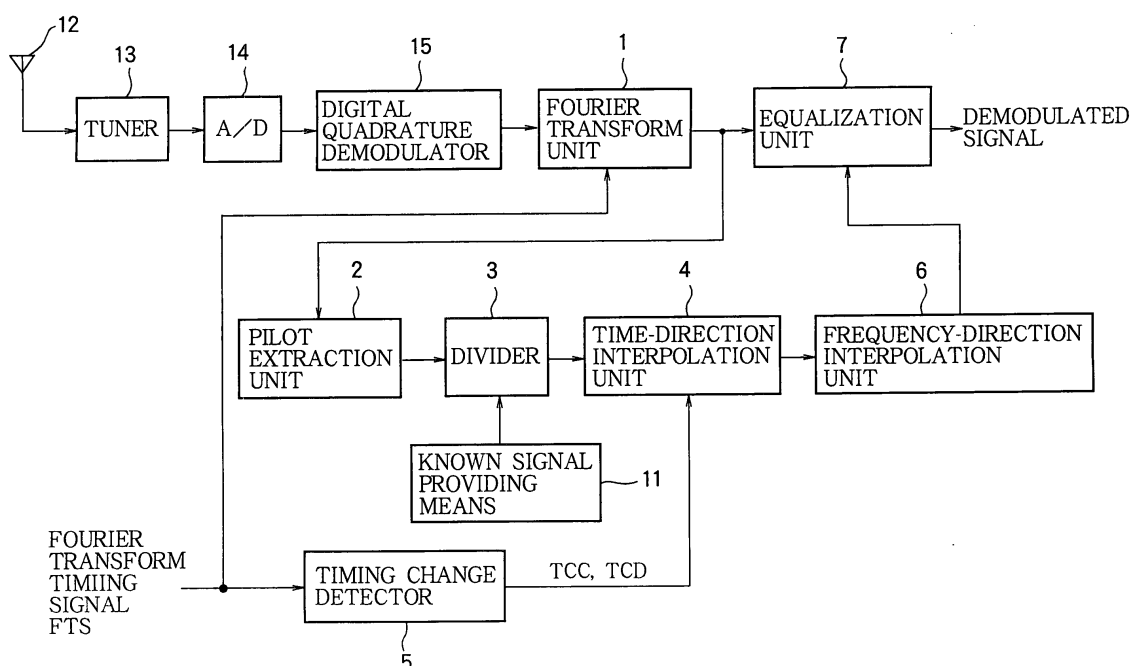 12
13
14
15
1
7
TUNER
A/D
DIGITAL
QUADRATURE
DEMODULATOR
FOURIER
TRANSFORM
UNIT
EQUALIZATION
UNIT
DEMODULATED
SIGNAL
2
3
4
6
PILOT
EXTRACTION
UNIT
DIVIDER
TIME-DIRECTION
INTERPOLATION
UNIT
FREQUENCY-DIRECTION
INTERPOLATION
UNIT
KNOWN SIGNAL
PROVIDING
MEANS
11
FOURIER
TRANSFORM
TIMIING
SIGNAL
FTS
TIMING CHANGE
DETECTOR
TCC, TCD
5